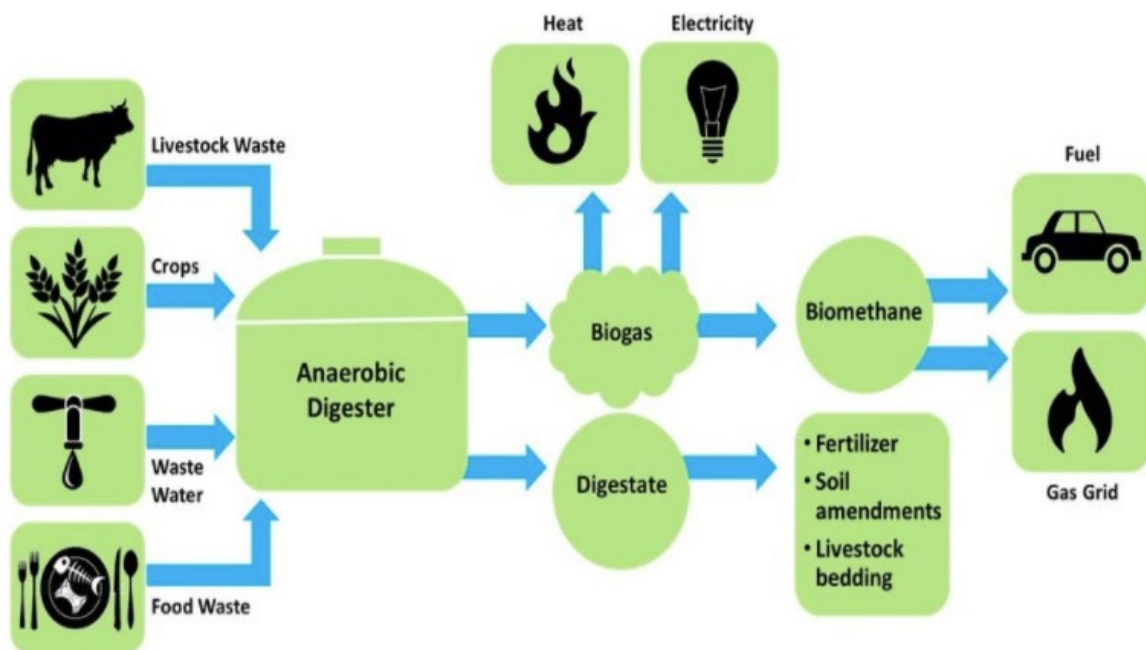 Heat
Electricity
Livestock Waste
Crops
Waste
Water
Food Waste
Anaerobic
Digester
Biogas
Digestate
Biomethane
• Fertilizer
• Soil
amendments
• Livestock
bedding
Fuel
Gas Grid